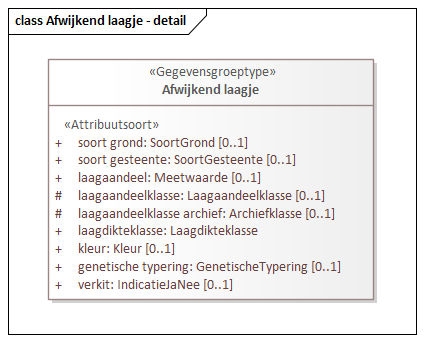 class Afwijkend laagje - detail
«Gegevensgroeptype»
Afwijkend laagje
«Attribuutsoort»
+ soort grond: SoortGrond [0..1]
+ soort gesteente: SoortGesteente [0..1]
+ laagaandeel: Meetwaarde [0..1]
# laagaandeelklasse: Laagaandeelklasse [0..1]
# laagaandeelklasse archief: Archiefklasse [0..1]
+ laagdikteklasse: Laagdikteklasse
+ kleur: Kleur [0..1]
+ genetische typering: GenetischeTypering [0..1]
+ verkit: IndicatieJaNee [0..1]